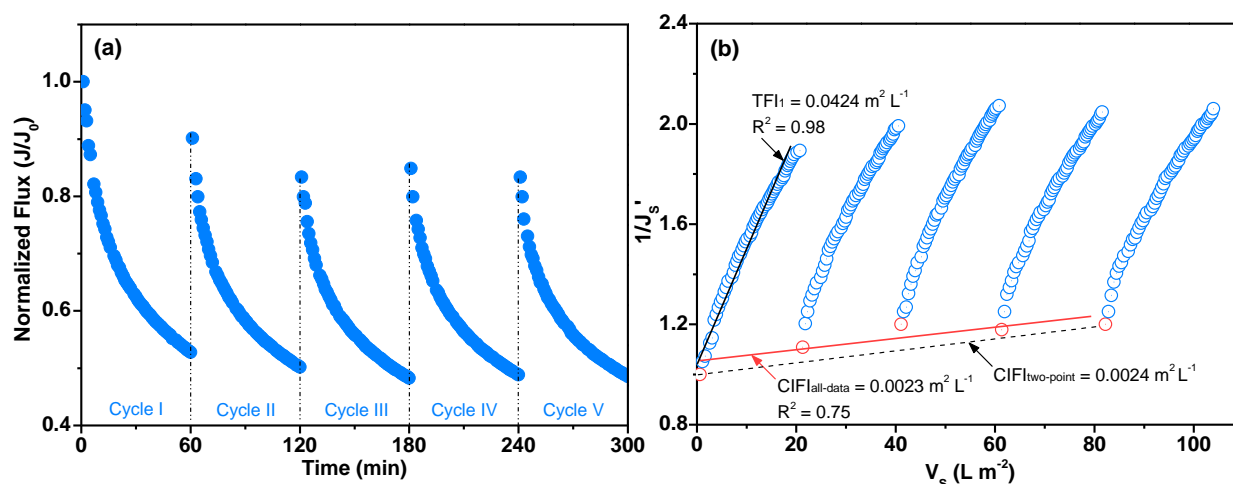 (a)
Normalized Flux (J/J₀)
1.0
0.8
0.6
0.4
Cycle I
Cycle II
Cycle III
Cycle IV
Cycle V
0
60
120
180
240
300
Time (min)
(b)
1/Jₛ'
2.4
2.0
1.6
1.2
0.8
TFI₁ = 0.0424 m² L⁻¹
R² = 0.98
CIFIall-data = 0.0023 m² L⁻¹
R² = 0.75
CIFItwo-point = 0.0024 m² L⁻¹
0
20
40
60
80
100
Vₛ (L m⁻²)